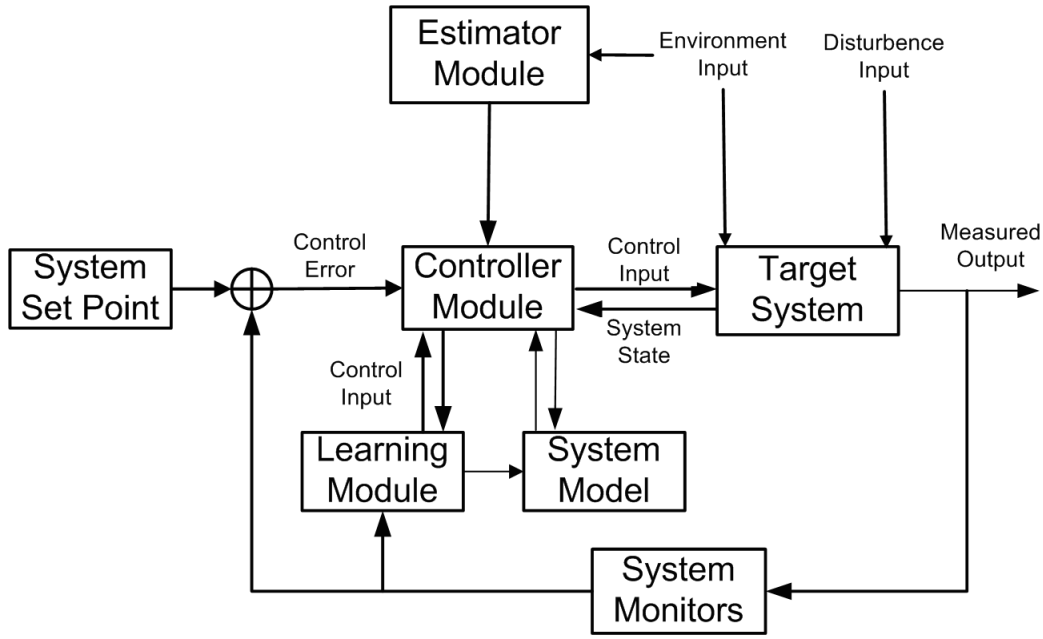 Estimator
Module
Environment
Input
Disturbence
Input
System
Set Point
Control
Error
Controller
Module
Control
Input
System
State
Target
System
Measured
Output
Control
Input
Learning
Module
System
Model
System
Monitors